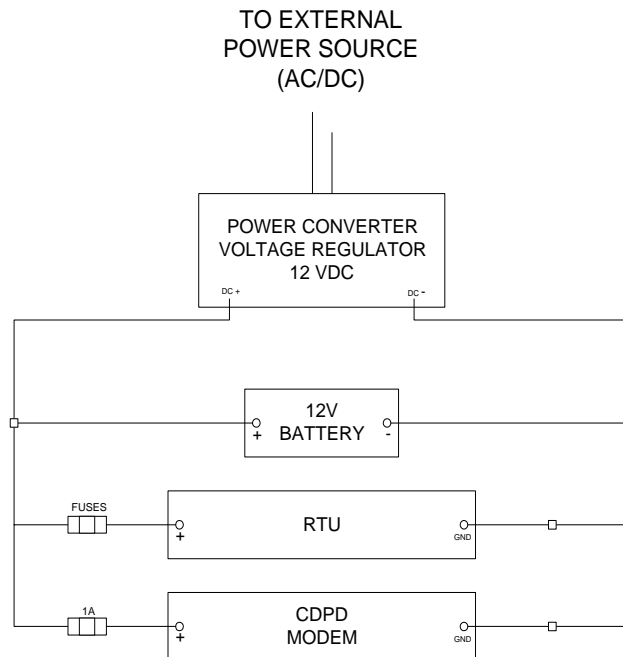 TO EXTERNAL
POWER SOURCE
(AC/DC)
POWER CONVERTER
VOLTAGE REGULATOR
12 VDC
DC + DC -
12V
BATTERY
+ -
FUSES
RTU
+ GND
1A
CDPD
MODEM
+ GND